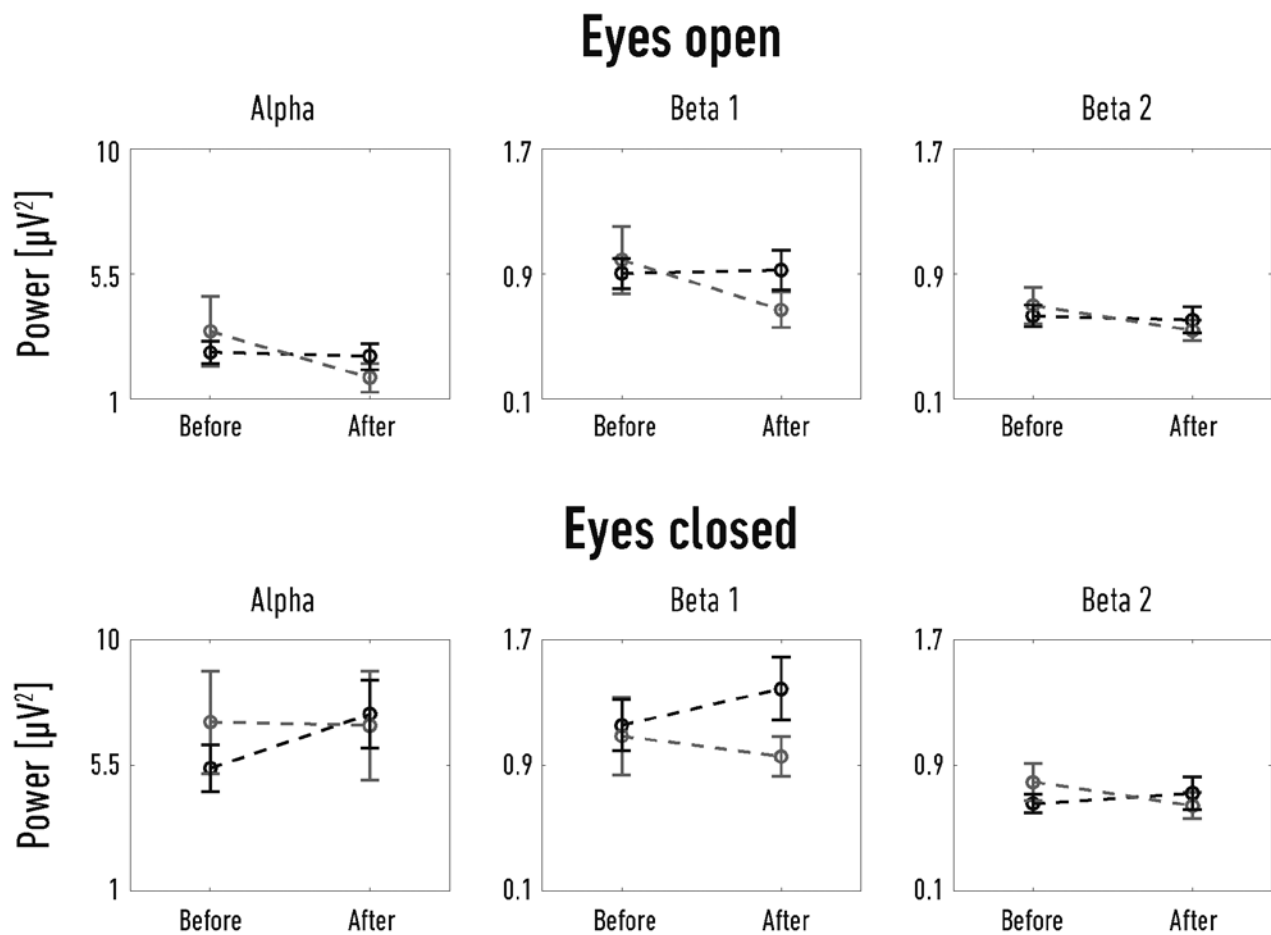 Eyes open
Alpha Beta 1 Beta 2
Power [µV²]
10 1.7 1.7
5.5 0.9 0.9
1 0.1 0.1
Before After Before After Before After
Eyes closed
Alpha Beta 1 Beta 2
Power [µV²]
10 1.7 1.7
5.5 0.9 0.9
1 0.1 0.1
Before After Before After Before After